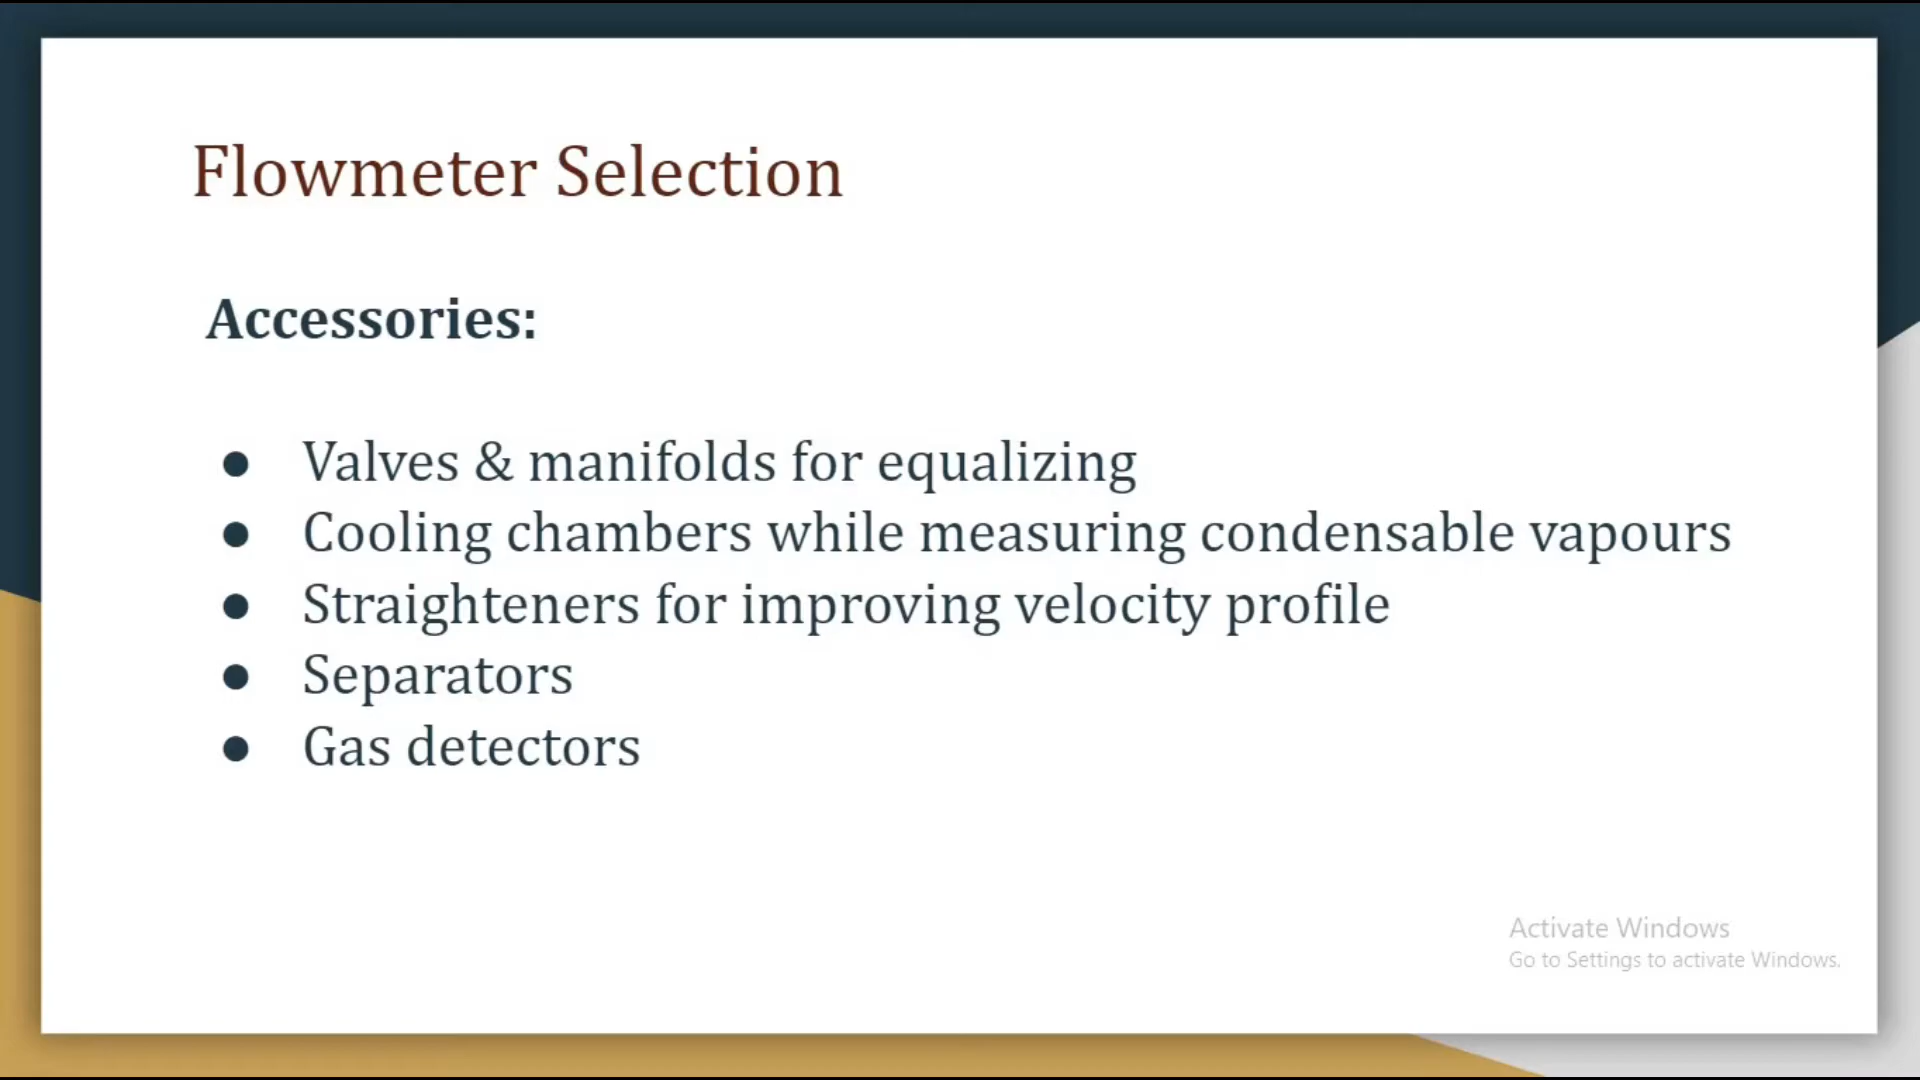 Flowmeter Selection
Accessories:
● Valves & manifolds for equalizing
● Cooling chambers while measuring condensable vapours
● Straighteners for improving velocity profile
● Separators
● Gas detectors
Activate Windows
Go to Settings to activate Windows.